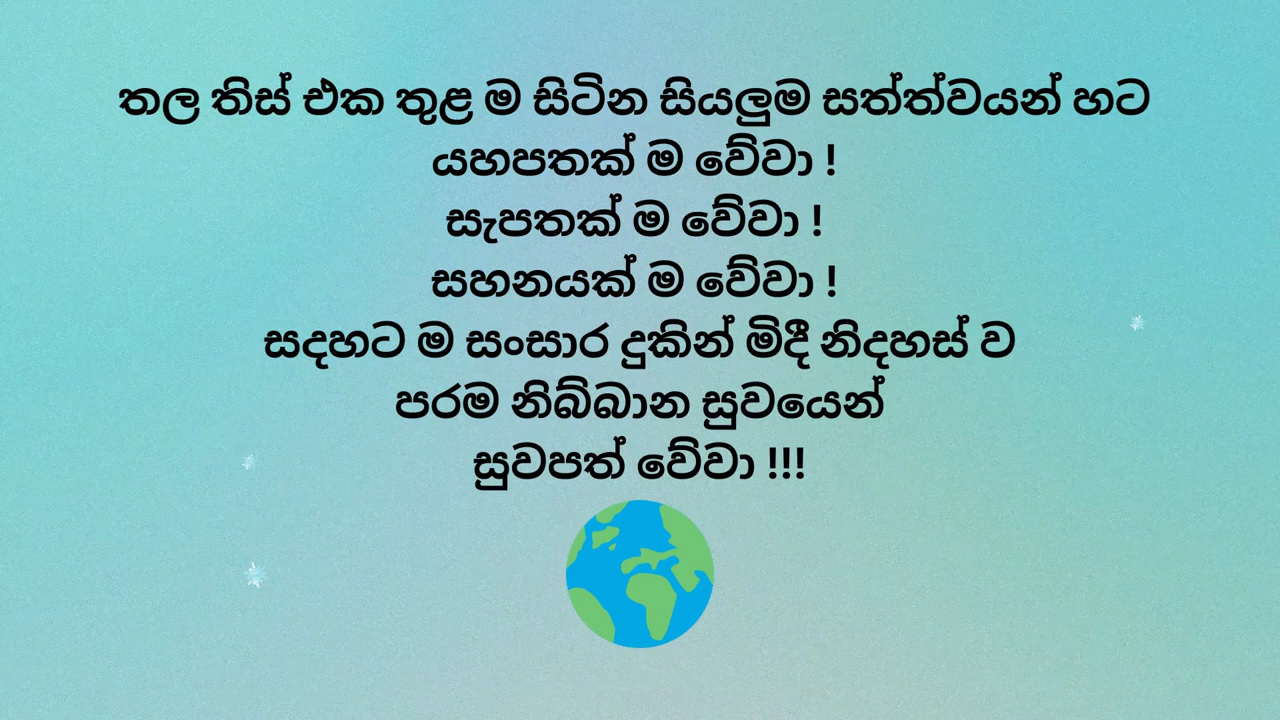 තල තිස් එක තුළ ම සිටින සියලුම සත්ත්වයන් හට
යහපතක් ම වේවා !
සැපතක් ම වේවා !
සහනයක් ම වේවා !
සදහට ම සංසාර දුකින් මිදී නිදහස් ව
පරම නිබ්බාන සුවයෙන්
සුවපත් වේවා !!!